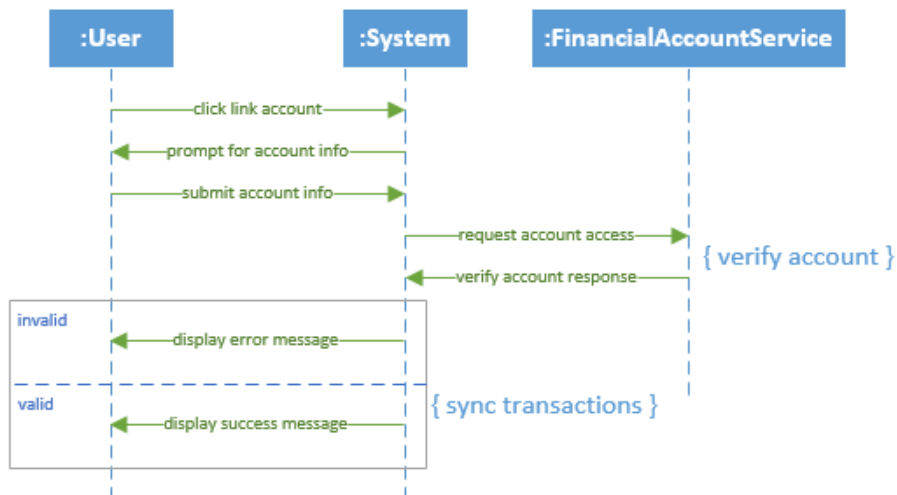 :User
:System
:FinancialAccountService
click link account
prompt for account info
submit account info
request account access
{ verify account }
verify account response
invalid
display error message
valid
{ sync transactions }
display success message